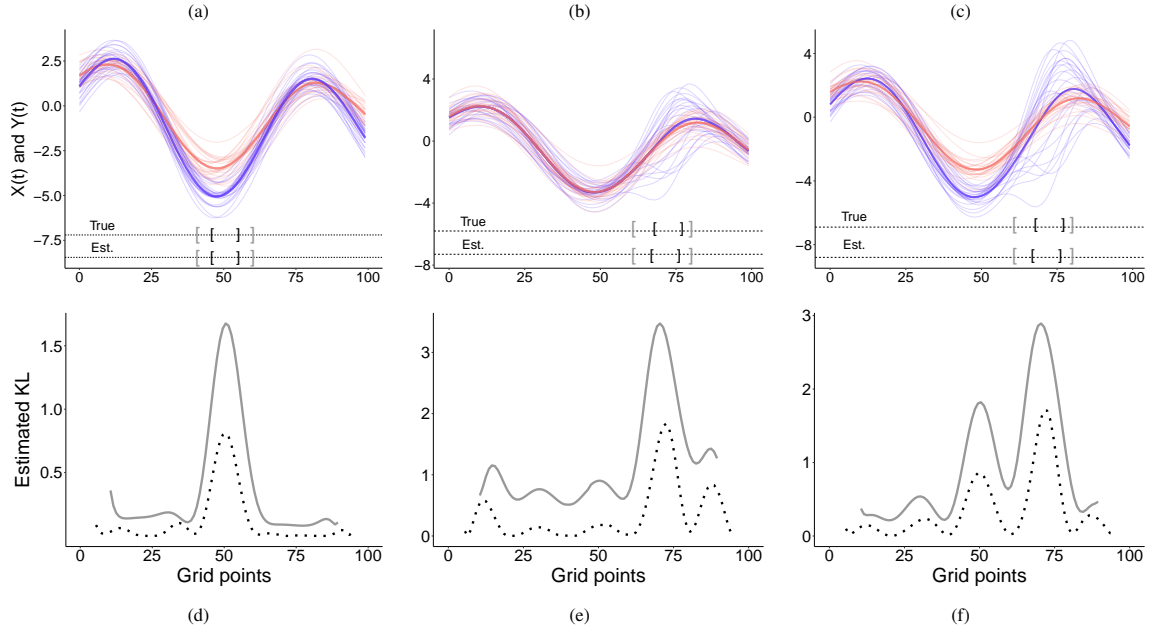 (a) (b) (c)
X(t) and Y(t)
2.5
0.0
−2.5
−5.0
−7.5
True
[ [ ] ]
Est.
[ [ ] ]
0 25 50 75 100
4
0
−4
−8
True
[ [ ] ]
Est.
[ [ ] ]
0 25 50 75 100
4
0
−4
−8
True
[ [ ] ]
Est.
[ [ ] ]
0 25 50 75 100
Estimated KL
1.5
1.0
0.5
0 25 50 75 100
Grid points
3
2
1
0
0 25 50 75 100
Grid points
3
2
1
0
0 25 50 75 100
Grid points
(d) (e) (f)